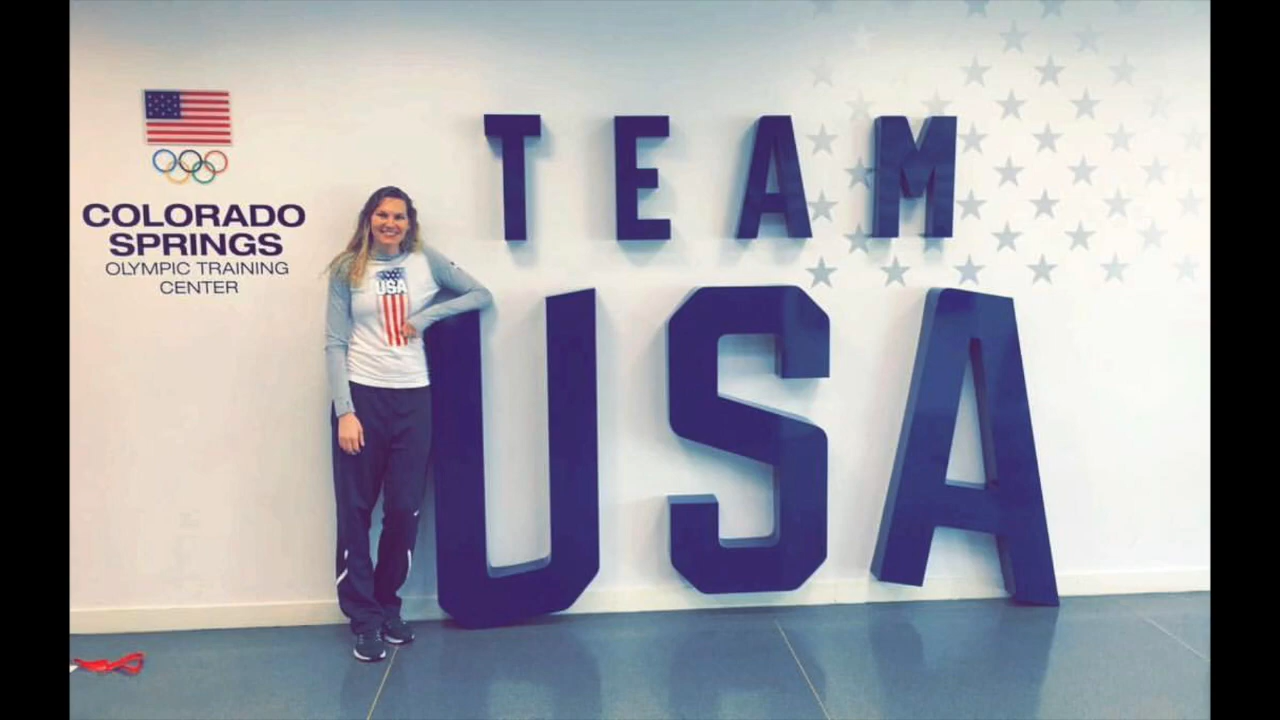 COLORADO
SPRINGS
OLYMPIC TRAINING
CENTER
TEAM
USA
USA